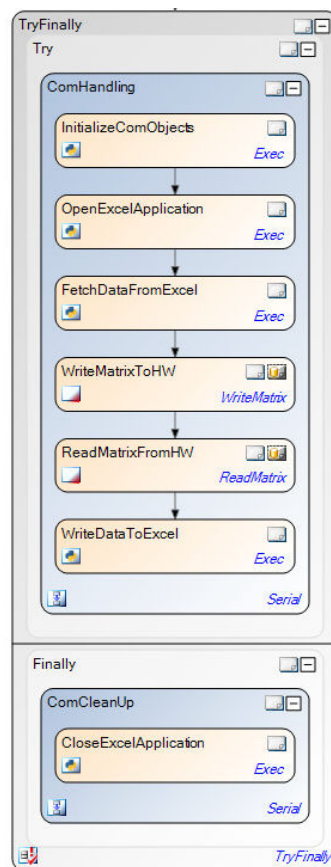 TryFinally
Try
ComHandling
InitializeComObjects
Exec
OpenExcelApplication
Exec
FetchDataFromExcel
Exec
WriteMatrixToHW
WriteMatrix
ReadMatrixFromHW
ReadMatrix
WriteDataToExcel
Exec
Serial
Finally
ComCleanUp
CloseExcelApplication
Exec
Serial
TryFinally